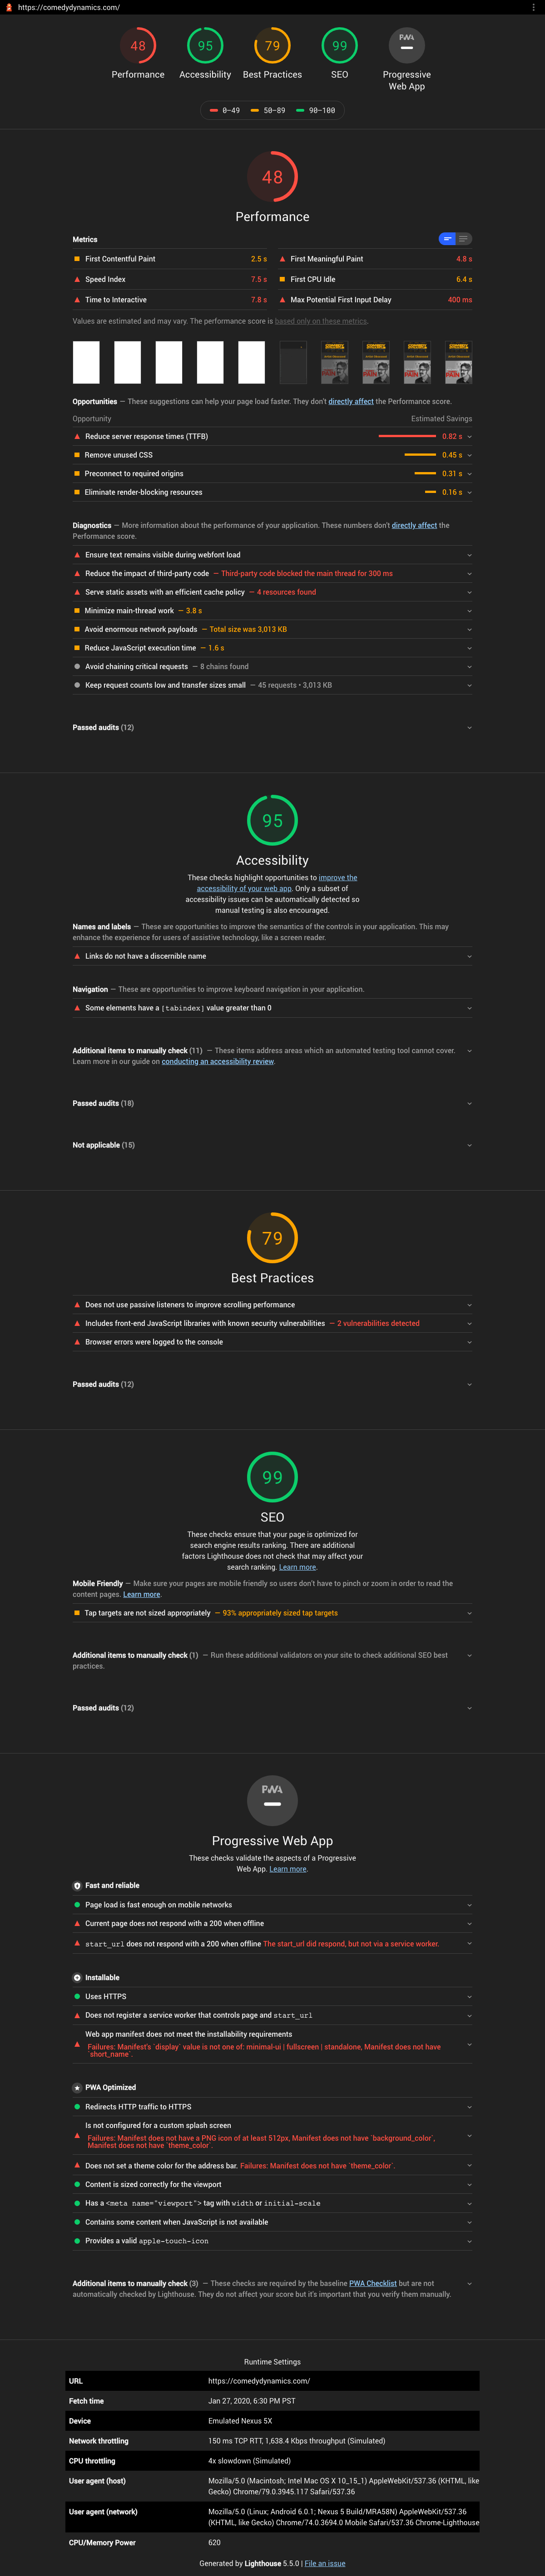 https://comedydynamics.com/
48
95
79
99
PWA
Performance
Accessibility
Best Practices
SEO
Progressive
Web App
0–49
50–89
90–100
48
Performance
Metrics
First Contentful Paint 2.5 s
First Meaningful Paint 4.8 s
Speed Index 7.5 s
First CPU Idle 6.4 s
Time to Interactive 7.8 s
Max Potential First Input Delay 400 ms
Values are estimated and may vary. The performance score is based only on these metrics.
Opportunities — These suggestions can help your page load faster. They don't directly affect the Performance score.
Opportunity Estimated Savings
Reduce server response times (TTFB) 0.82 s
Remove unused CSS 0.45 s
Preconnect to required origins 0.31 s
Eliminate render-blocking resources 0.16 s
Diagnostics — More information about the performance of your application. These numbers don't directly affect the
Performance score.
Ensure text remains visible during webfont load
Reduce the impact of third-party code — Third-party code blocked the main thread for 300 ms
Serve static assets with an efficient cache policy — 4 resources found
Minimize main-thread work — 3.8 s
Avoid enormous network payloads — Total size was 3,013 KB
Reduce JavaScript execution time — 1.6 s
Avoid chaining critical requests — 8 chains found
Keep request counts low and transfer sizes small — 45 requests • 3,013 KB
Passed audits (12)
95
Accessibility
These checks highlight opportunities to improve the
accessibility of your web app. Only a subset of
accessibility issues can be automatically detected so
manual testing is also encouraged.
Names and labels — These are opportunities to improve the semantics of the controls in your application. This may
enhance the experience for users of assistive technology, like a screen reader.
Links do not have a discernible name
Navigation — These are opportunities to improve keyboard navigation in your application.
Some elements have a [tabindex] value greater than 0
Additional items to manually check (11) — These items address areas which an automated testing tool cannot cover.
Learn more in our guide on conducting an accessibility review.
Passed audits (18)
Not applicable (15)
79
Best Practices
Does not use passive listeners to improve scrolling performance
Includes front-end JavaScript libraries with known security vulnerabilities — 2 vulnerabilities detected
Browser errors were logged to the console
Passed audits (12)
99
SEO
These checks ensure that your page is optimized for
search engine results ranking. There are additional
factors Lighthouse does not check that may affect your
search ranking. Learn more.
Mobile Friendly — Make sure your pages are mobile friendly so users don't have to pinch or zoom in order to read the
content pages. Learn more.
Tap targets are not sized appropriately — 93% appropriately sized tap targets
Additional items to manually check (1) — Run these additional validators on your site to check additional SEO best
practices.
Passed audits (12)
PWA
Progressive Web App
These checks validate the aspects of a Progressive
Web App. Learn more.
Fast and reliable
Page load is fast enough on mobile networks
Current page does not respond with a 200 when offline
start_url does not respond with a 200 when offline The start_url did respond, but not via a service worker.
Installable
Uses HTTPS
Does not register a service worker that controls page and start_url
Web app manifest does not meet the installability requirements
Failures: Manifest's `display` value is not one of: minimal-ui | fullscreen | standalone, Manifest does not have
`short_name`.
PWA Optimized
Redirects HTTP traffic to HTTPS
Is not configured for a custom splash screen
Failures: Manifest does not have a PNG icon of at least 512px, Manifest does not have `background_color`,
Manifest does not have `theme_color`.
Does not set a theme color for the address bar. Failures: Manifest does not have `theme_color`.
Content is sized correctly for the viewport
Has a <meta name="viewport"> tag with width or initial-scale
Contains some content when JavaScript is not available
Provides a valid apple-touch-icon
Additional items to manually check (3) — These checks are required by the baseline PWA Checklist but are not
automatically checked by Lighthouse. They do not affect your score but it's important that you verify them manually.
Runtime Settings
URL https://comedydynamics.com/
Fetch time Jan 27, 2020, 6:30 PM PST
Device Emulated Nexus 5X
Network throttling 150 ms TCP RTT, 1,638.4 Kbps throughput (Simulated)
CPU throttling 4x slowdown (Simulated)
User agent (host) Mozilla/5.0 (Macintosh; Intel Mac OS X 10_15_1) AppleWebKit/537.36 (KHTML, like
Gecko) Chrome/79.0.3945.117 Safari/537.36
User agent (network) Mozilla/5.0 (Linux; Android 6.0.1; Nexus 5 Build/MRA58N) AppleWebKit/537.36
(KHTML, like Gecko) Chrome/74.0.3694.0 Mobile Safari/537.36 Chrome-Lighthouse
CPU/Memory Power 620
Generated by Lighthouse 5.5.0 | File an issue